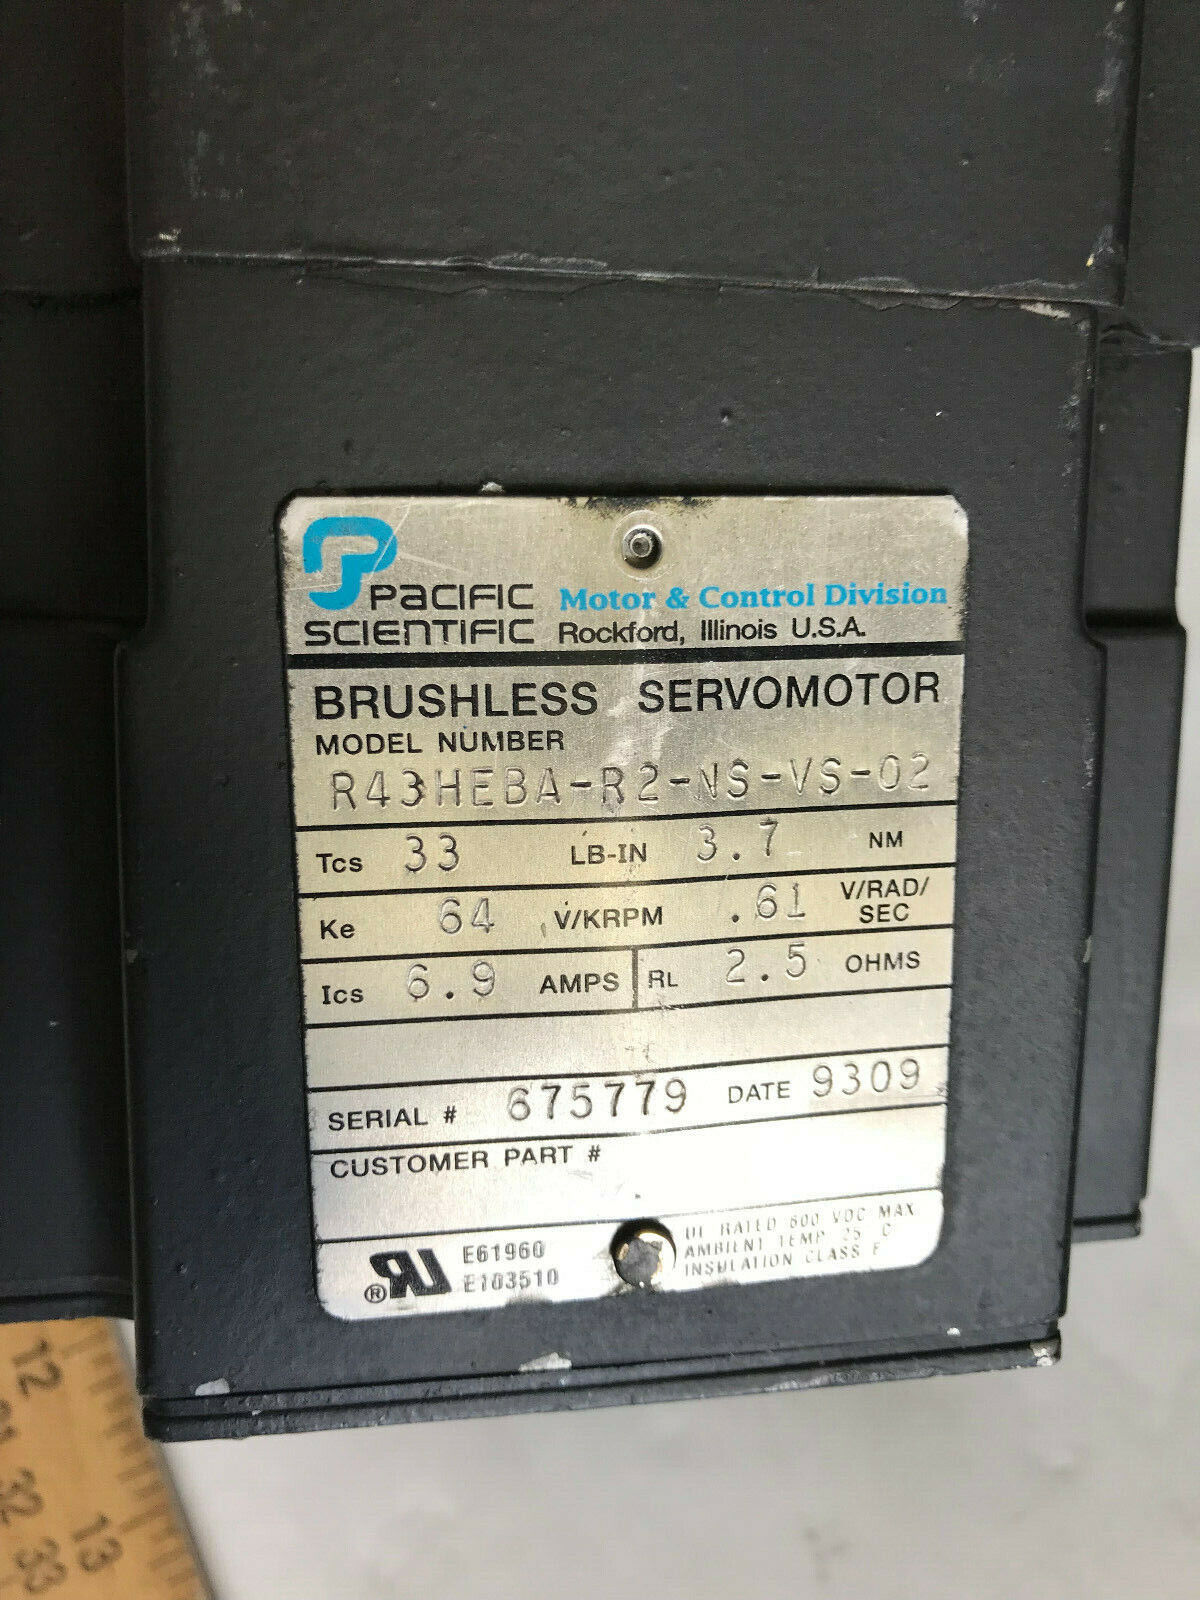 PACIFIC
SCIENTIFIC
Motor & Control Division
Rockford, Illinois U.S.A.
BRUSHLESS SERVOMOTOR
MODEL NUMBER
R43HEBA-R2-NS-VS-02
Tcs 33 LB-IN 3.7 NM
Ke 64 V/KRPM .61 V/RAD/
SEC
Ics 6.9 AMPS RL 2.5 OHMS
SERIAL # 675779 DATE 9309
CUSTOMER PART #
E61960
E103510
UL RATED 600 VDC MAX
AMBIENT TEMP 25 C
INSULATION CLASS F
12
31
32
13
33